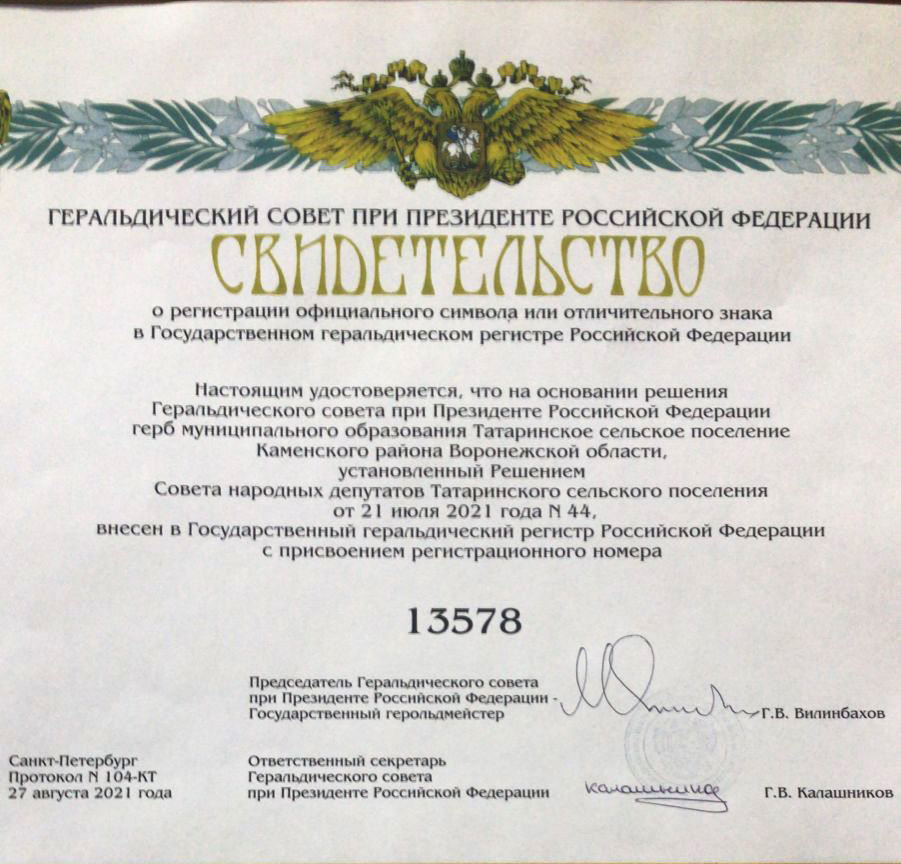 ГЕРАЛЬДИЧЕСКИЙ СОВЕТ ПРИ ПРЕЗИДЕНТЕ РОССИЙСКОЙ ФЕДЕРАЦИИ
СВИДЕТЕЛЬСТВО
о регистрации официального символа или отличительного знака
в Государственном геральдическом регистре Российской Федерации
Настоящим удостоверяется, что на основании решения
Геральдического совета при Президенте Российской Федерации
герб муниципального образования Татаринское сельское поселение
Каменского района Воронежской области,
установленный Решением
Совета народных депутатов Татаринского сельского поселения
от 21 июля 2021 года N 44,
внесен в Государственный геральдический регистр Российской Федерации
с присвоением регистрационного номера
13578
Председатель Геральдического совета
при Президенте Российской Федерации -
Государственный герольдмейстер
Г.В. Вилинбахов
Санкт-Петербург
Протокол N 104-КТ
27 августа 2021 года
Ответственный секретарь
Геральдического совета
при Президенте Российской Федерации
Г.В. Калашников